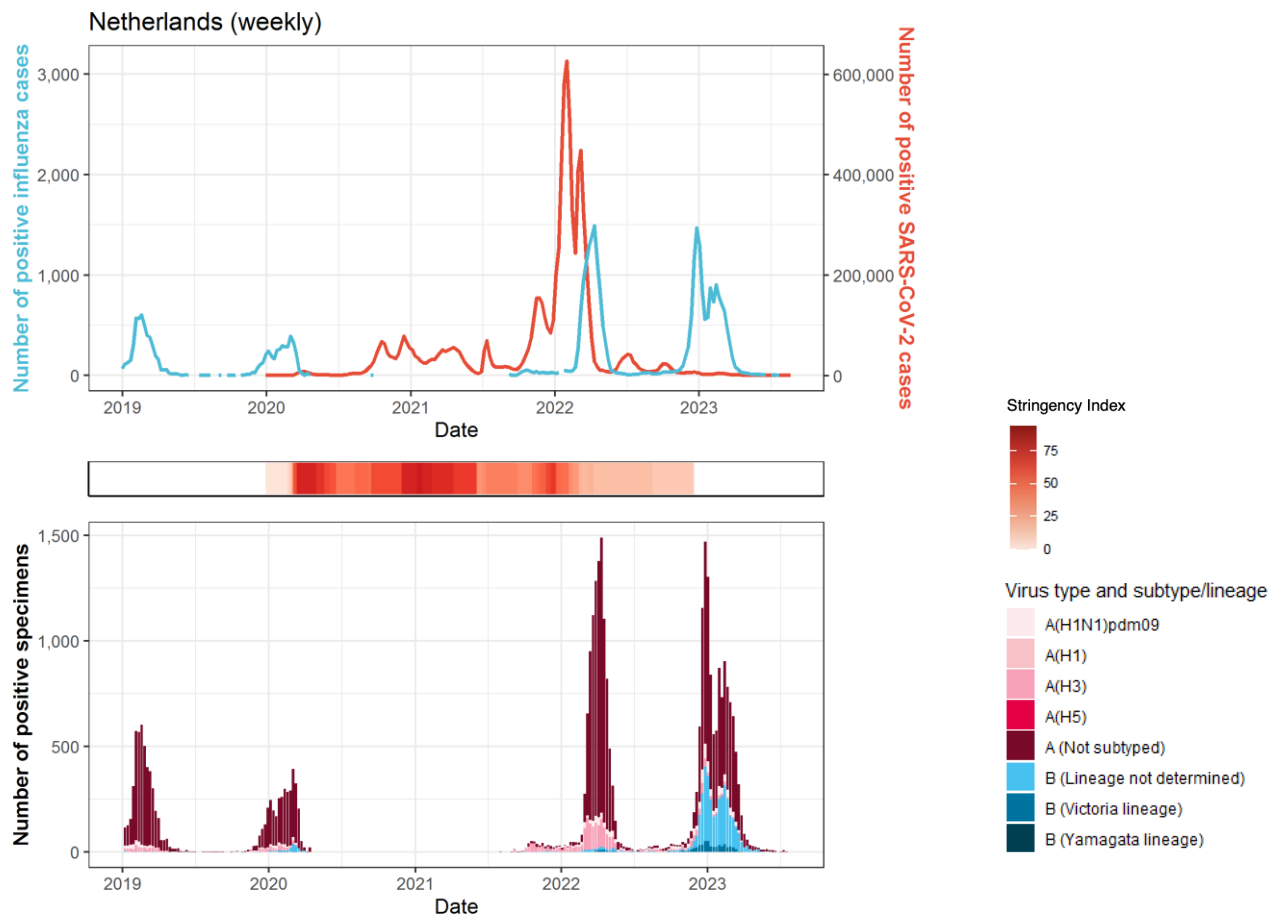 Netherlands (weekly)
Number of positive influenza cases
3,000
2,000
1,000
0
600,000
400,000
200,000
0
Number of positive SARS-CoV-2 cases
2019
2020
2021
2022
2023
Date
Stringency Index
75
50
25
0
Number of positive specimens
1,500
1,000
500
0
2019
2020
2021
2022
2023
Date
Virus type and subtype/lineage
A(H1N1)pdm09
A(H1)
A(H3)
A(H5)
A (Not subtyped)
B (Lineage not determined)
B (Victoria lineage)
B (Yamagata lineage)